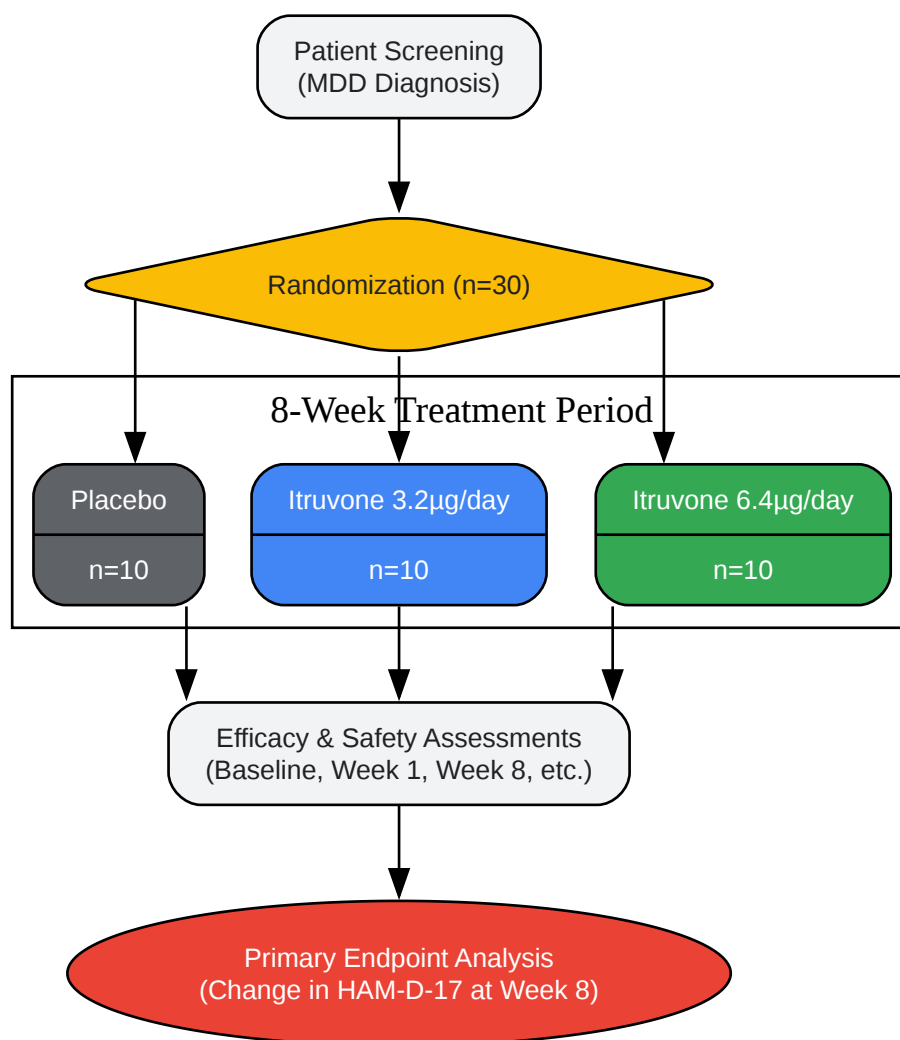 Patient Screening
(MDD Diagnosis)
Randomization (n=30)
8-Week Treatment Period
Placebo
n=10
Itruvone 3.2µg/day
n=10
Itruvone 6.4µg/day
n=10
Efficacy & Safety Assessments
(Baseline, Week 1, Week 8, etc.)
Primary Endpoint Analysis
(Change in HAM-D-17 at Week 8)